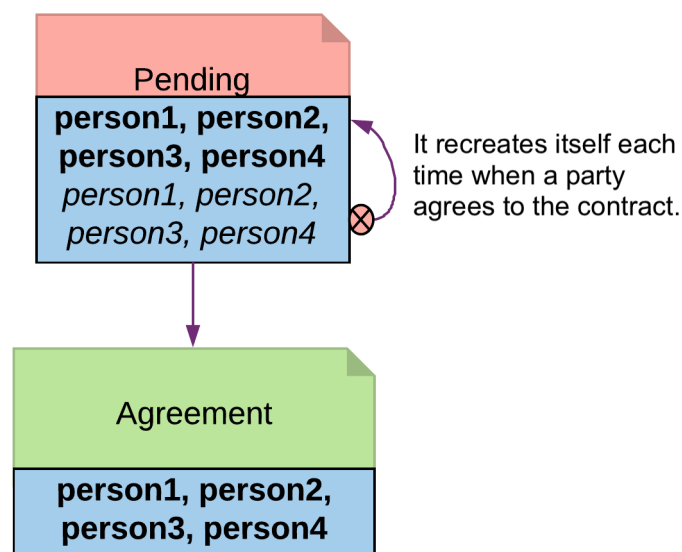 Pending
person1, person2,
person3, person4
person1, person2,
person3, person4
It recreates itself each
time when a party
agrees to the contract.
Agreement
person1, person2,
person3, person4